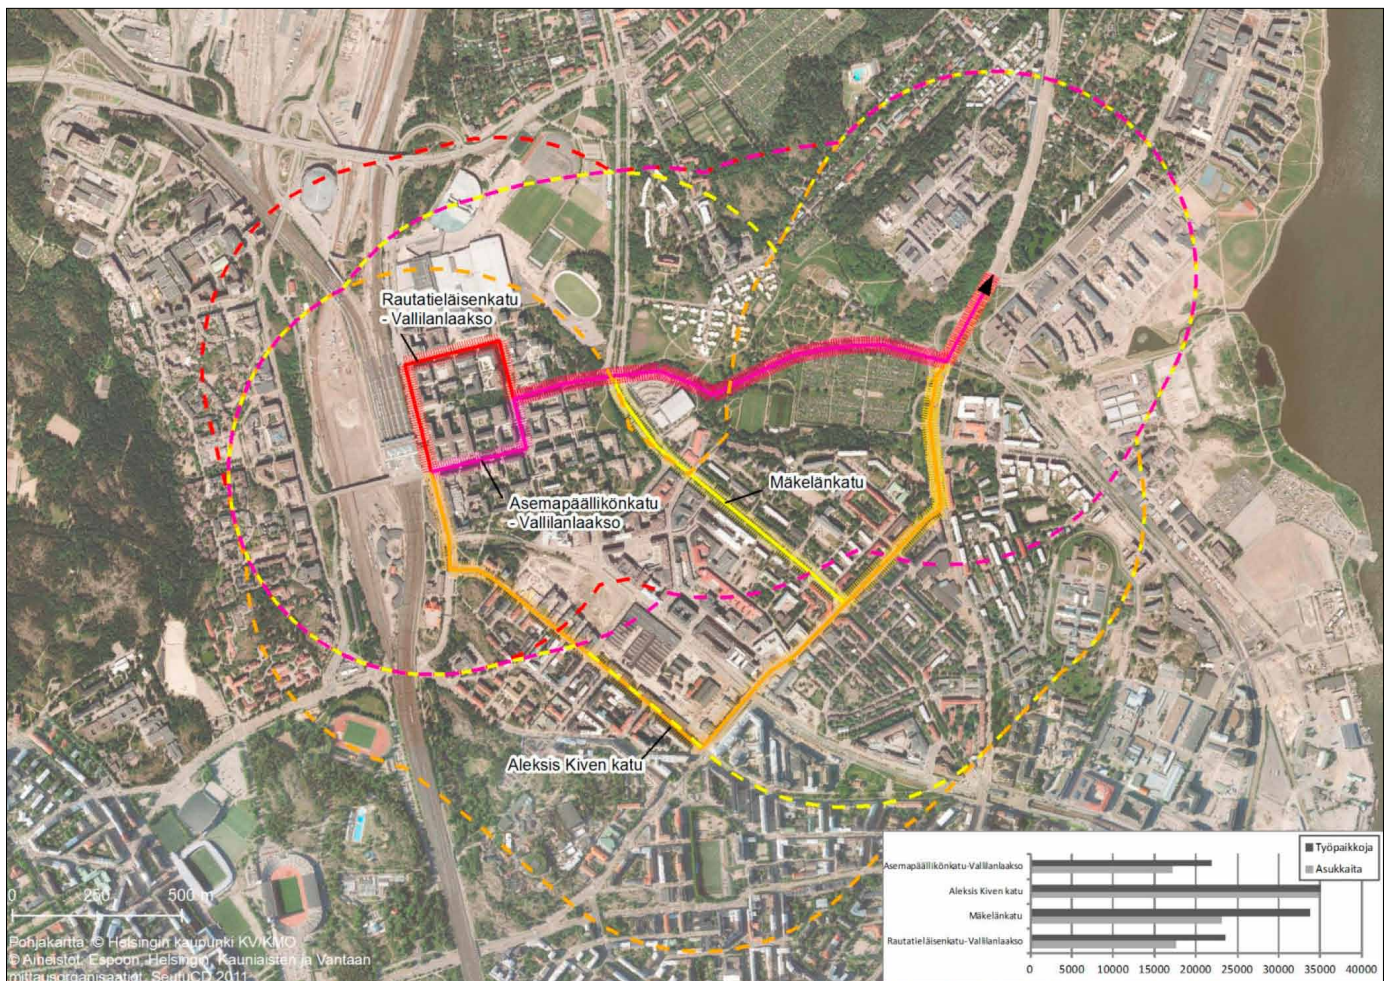 Rautatieläisenkatu
- Vallilanlaakso
Asemapäällikönkatu
- Vallilanlaakso
Mäkelänkatu
Aleksis Kiven katu
0 250 500 m
Pohjakartta: © Helsingin kaupunki KV/KMO
© Aineistot: Espoon, Helsingin, Kauniaisten ja Vantaan
mittausorganisaatiot, SeutuCD 2011
Työpaikkoja
Asukkaita
Asemapäällikönkatu-Vallilanlaakso
Aleksis Kiven katu
Mäkelänkatu
Rautatieläisenkatu-Vallilanlaakso
0 5000 10000 15000 20000 25000 30000 35000 40000